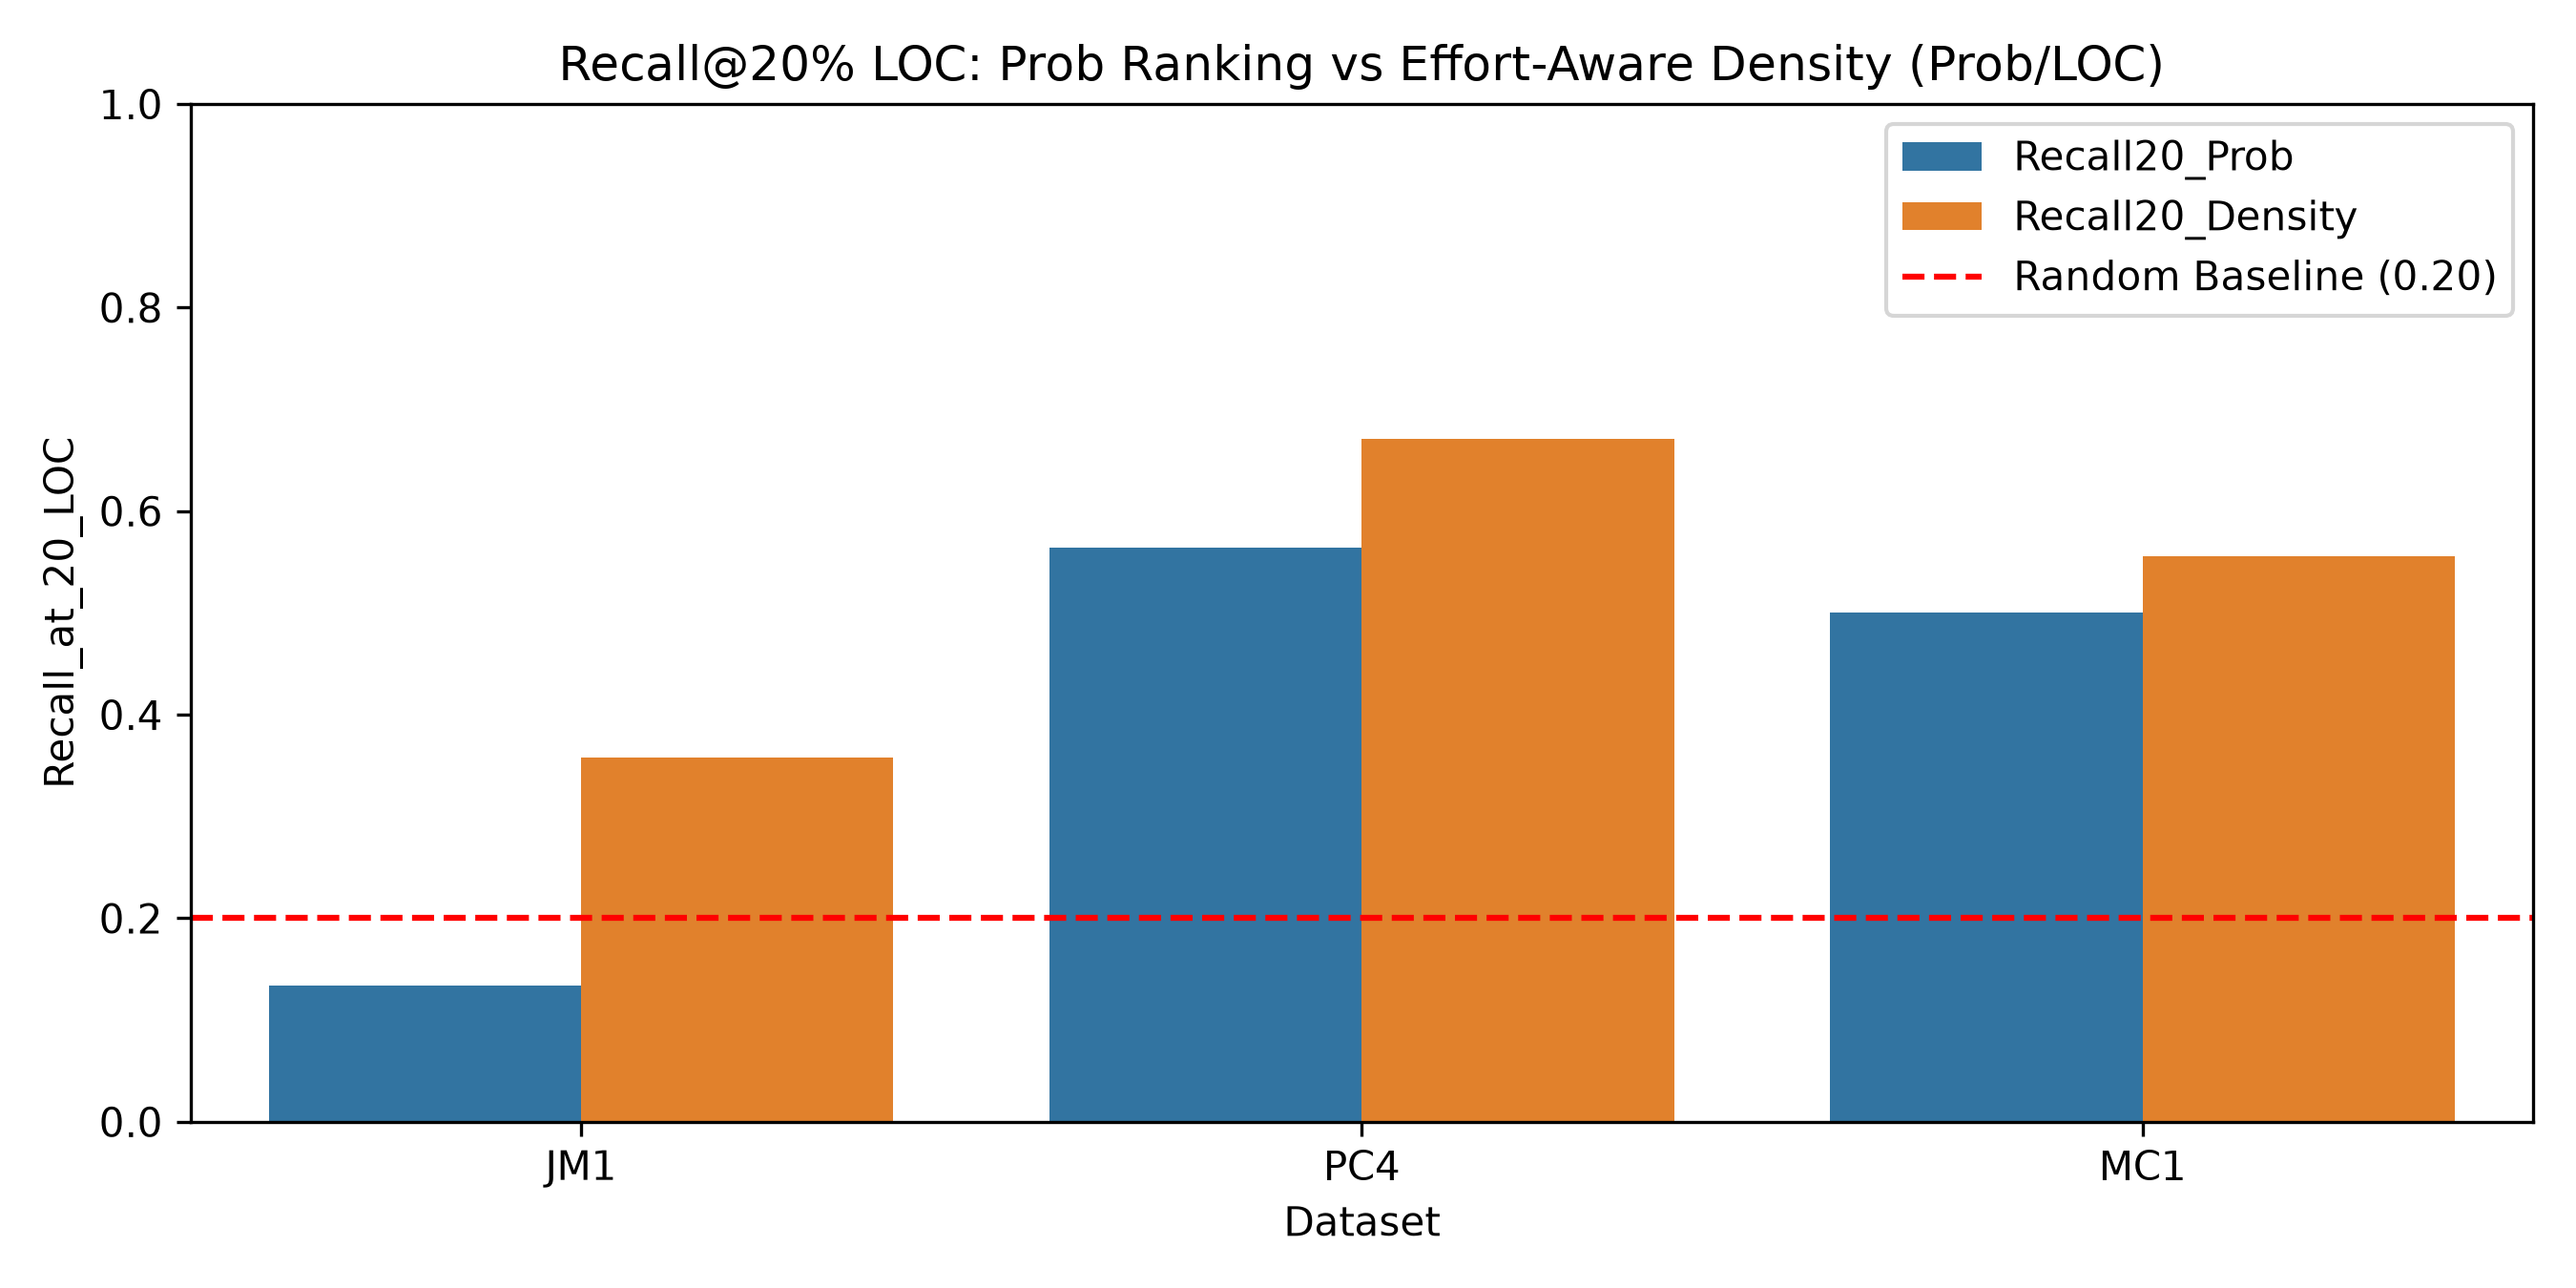 Recall@20% LOC: Prob Ranking vs Effort-Aware Density (Prob/LOC)
Recall20_Prob
Recall20_Density
Random Baseline (0.20)
Recall_at_20_LOC
1.0
0.8
0.6
0.4
0.2
0.0
JM1 PC4 MC1
Dataset